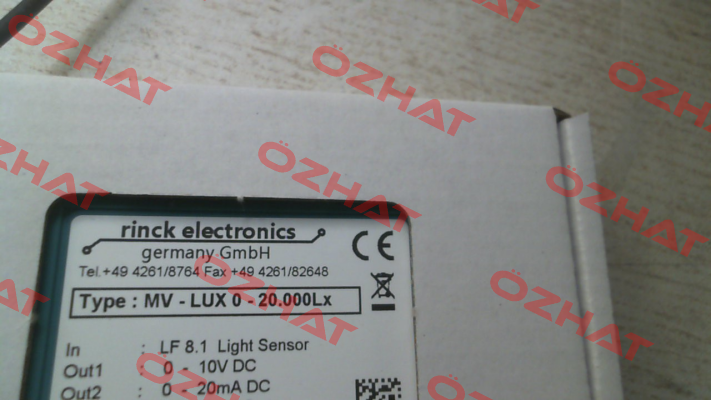 rinck electronics
germany GmbH
Tel.+49 4261/8764 Fax +49 4261/82648
CE
Type : MV - LUX 0 - 20.000Lx
In : LF 8.1 Light Sensor
Out1 : 0 - 10V DC
Out2 : 0 - 20mA DC
ÖZHAT
ÖZHAT
ÖZHAT
ÖZHAT
ÖZHAT
ÖZHAT
ÖZHAT
ÖZHAT